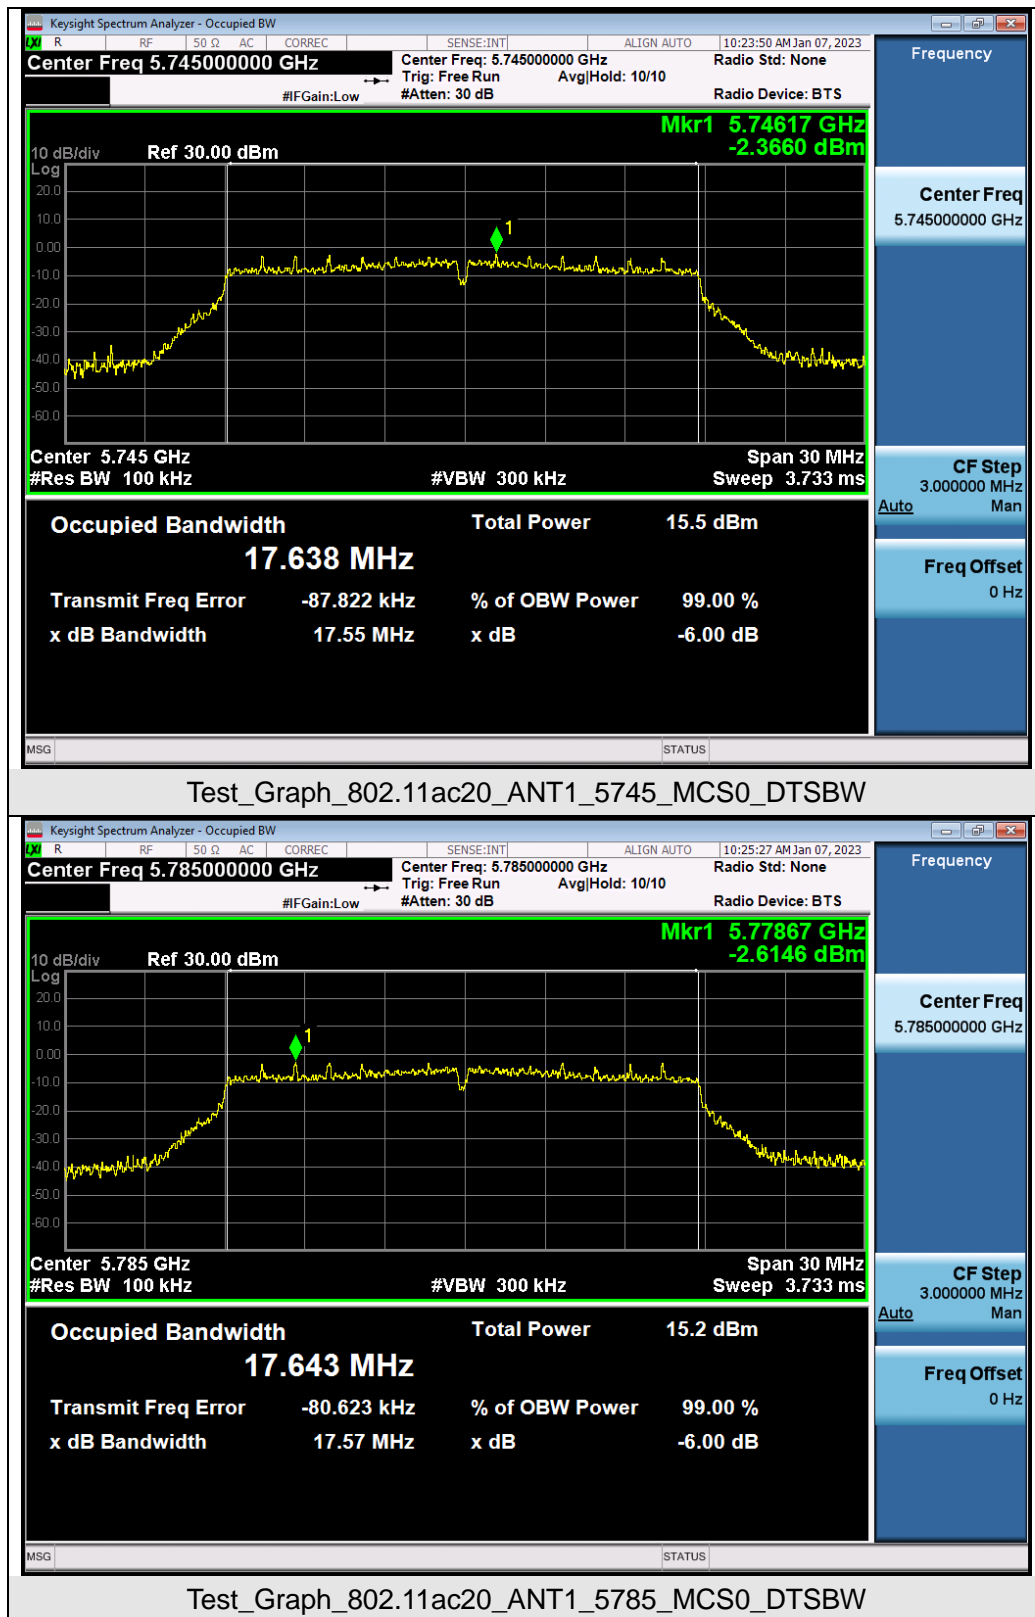 Keysight Spectrum Analyzer - Occupied BW
LXI R RF 50 Ω AC CORREC SENSE:INT ALIGN AUTO 10:23:50 AM Jan 07, 2023
Center Freq 5.745000000 GHz Center Freq: 5.745000000 GHz Radio Std: None
Trig: Free Run Avg|Hold: 10/10
#IFGain:Low #Atten: 30 dB Radio Device: BTS
Frequency
Mkr1 5.74617 GHz
-2.3660 dBm
10 dB/div Ref 30.00 dBm
Log
20.0
10.0
0.00
-10.0
-20.0
-30.0
-40.0
-50.0
-60.0
1
Center Freq
5.745000000 GHz
Center 5.745 GHz Span 30 MHz
#Res BW 100 kHz #VBW 300 kHz Sweep 3.733 ms
CF Step
3.000000 MHz
Auto Man
Freq Offset
0 Hz
Occupied Bandwidth Total Power 15.5 dBm
17.638 MHz
Transmit Freq Error -87.822 kHz % of OBW Power 99.00 %
x dB Bandwidth 17.55 MHz x dB -6.00 dB
MSG STATUS
Test_Graph_802.11ac20_ANT1_5745_MCS0_DTSBW
Keysight Spectrum Analyzer - Occupied BW
LXI R RF 50 Ω AC CORREC SENSE:INT ALIGN AUTO 10:25:27 AM Jan 07, 2023
Center Freq 5.785000000 GHz Center Freq: 5.785000000 GHz Radio Std: None
Trig: Free Run Avg|Hold: 10/10
#IFGain:Low #Atten: 30 dB Radio Device: BTS
Frequency
Mkr1 5.77867 GHz
-2.6146 dBm
10 dB/div Ref 30.00 dBm
Log
20.0
10.0
0.00
-10.0
-20.0
-30.0
-40.0
-50.0
-60.0
1
Center Freq
5.785000000 GHz
Center 5.785 GHz Span 30 MHz
#Res BW 100 kHz #VBW 300 kHz Sweep 3.733 ms
CF Step
3.000000 MHz
Auto Man
Freq Offset
0 Hz
Occupied Bandwidth Total Power 15.2 dBm
17.643 MHz
Transmit Freq Error -80.623 kHz % of OBW Power 99.00 %
x dB Bandwidth 17.57 MHz x dB -6.00 dB
MSG STATUS
Test_Graph_802.11ac20_ANT1_5785_MCS0_DTSBW